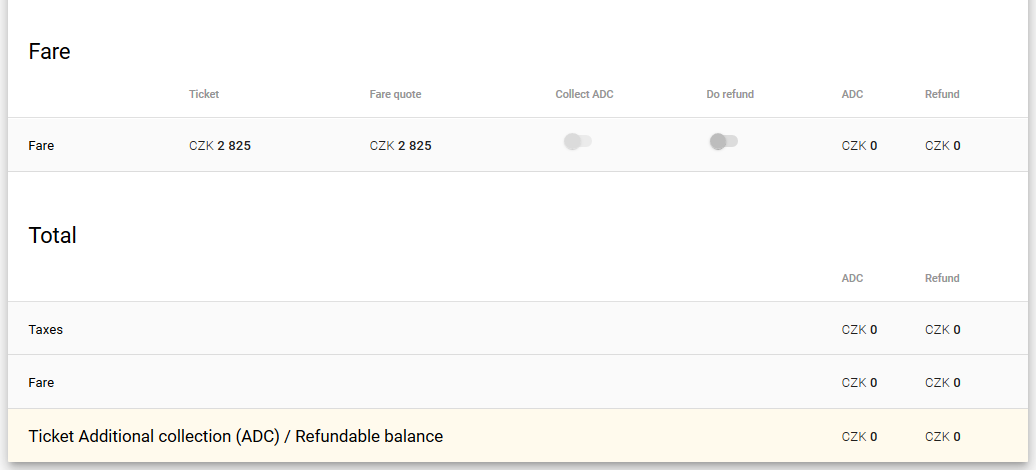 Fare
Ticket Fare quote Collect ADC Do refund ADC Refund
Fare CZK 2 825 CZK 2 825 CZK 0 CZK 0
Total
ADC Refund
Taxes CZK 0 CZK 0
Fare CZK 0 CZK 0
Ticket Additional collection (ADC) / Refundable balance CZK 0 CZK 0